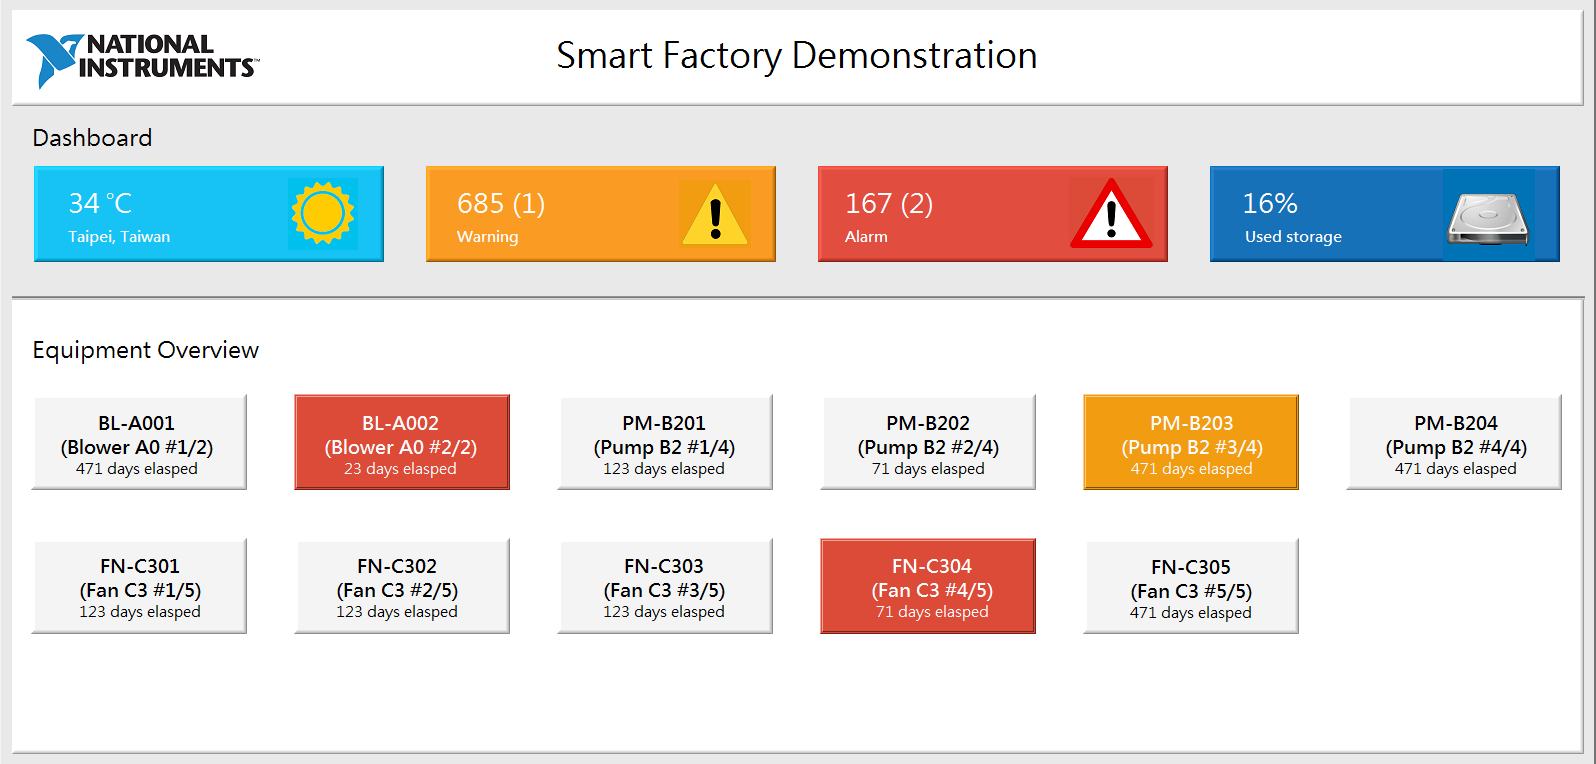 NATIONAL
INSTRUMENTS™
Smart Factory Demonstration
Dashboard
34 °C
Taipei, Taiwan
685 (1)
Warning
167 (2)
Alarm
16%
Used storage
Equipment Overview
BL-A001
(Blower A0 #1/2)
471 days elasped
BL-A002
(Blower A0 #2/2)
23 days elasped
PM-B201
(Pump B2 #1/4)
123 days elasped
PM-B202
(Pump B2 #2/4)
71 days elasped
PM-B203
(Pump B2 #3/4)
471 days elasped
PM-B204
(Pump B2 #4/4)
471 days elasped
FN-C301
(Fan C3 #1/5)
123 days elasped
FN-C302
(Fan C3 #2/5)
123 days elasped
FN-C303
(Fan C3 #3/5)
123 days elasped
FN-C304
(Fan C3 #4/5)
71 days elasped
FN-C305
(Fan C3 #5/5)
471 days elasped